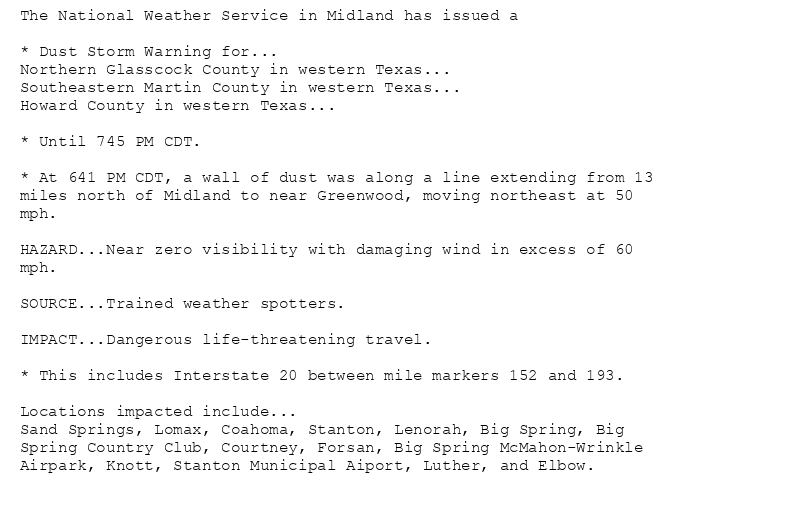 The National Weather Service in Midland has issued a
* Dust Storm Warning for...
Northern Glasscock County in western Texas...
Southeastern Martin County in western Texas...
Howard County in western Texas...
* Until 745 PM CDT.
* At 641 PM CDT, a wall of dust was along a line extending from 13
miles north of Midland to near Greenwood, moving northeast at 50
mph.
HAZARD...Near zero visibility with damaging wind in excess of 60
mph.
SOURCE...Trained weather spotters.
IMPACT...Dangerous life-threatening travel.
* This includes Interstate 20 between mile markers 152 and 193.
Locations impacted include...
Sand Springs, Lomax, Coahoma, Stanton, Lenorah, Big Spring, Big
Spring Country Club, Courtney, Forsan, Big Spring McMahon-Wrinkle
Airpark, Knott, Stanton Municipal Aiport, Luther, and Elbow.